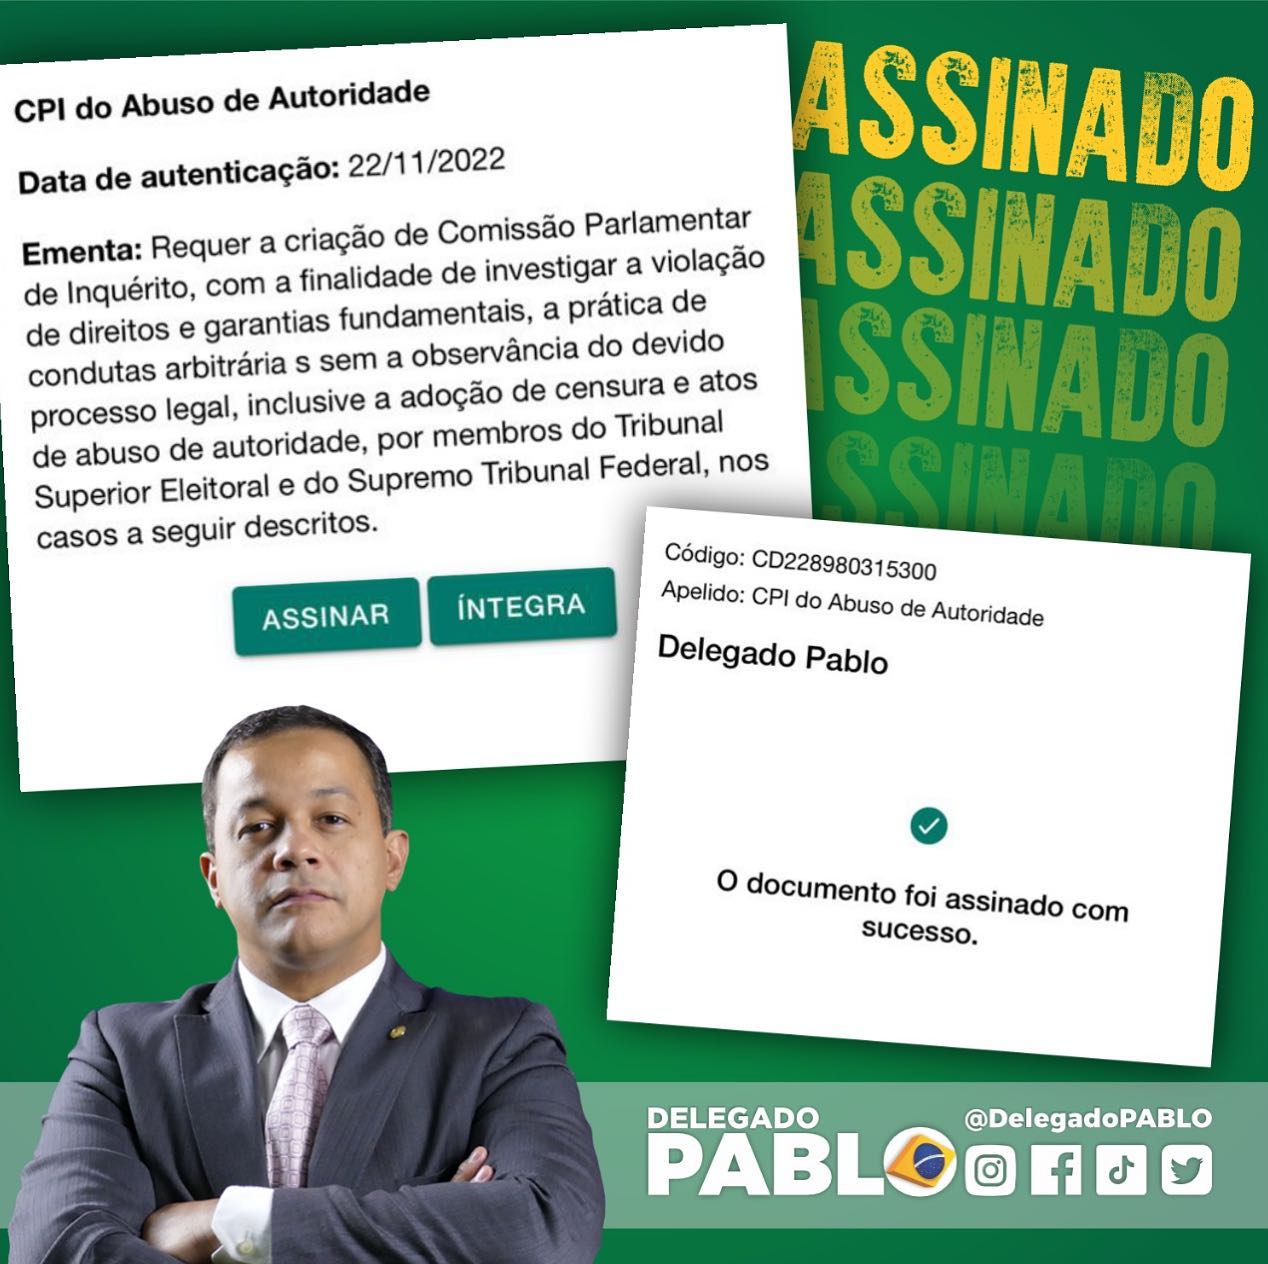 CPI do Abuso de Autoridade
Data de autenticação: 22/11/2022
Ementa: Requer a criação de Comissão Parlamentar
de Inquérito, com a finalidade de investigar a violação
de direitos e garantias fundamentais, a prática de
condutas arbitrária s sem a observância do devido
processo legal, inclusive a adoção de censura e atos
de abuso de autoridade, por membros do Tribunal
Superior Eleitoral e do Supremo Tribunal Federal, nos
casos a seguir descritos.
ASSINAR ÍNTEGRA
ASSINADO
ASSINADO
ASSINADO
ASSINADO
Código: CD228980315300
Apelido: CPI do Abuso de Autoridade
Delegado Pablo
O documento foi assinado com
sucesso.
DELEGADO
PABLO
@DelegadoPABLO